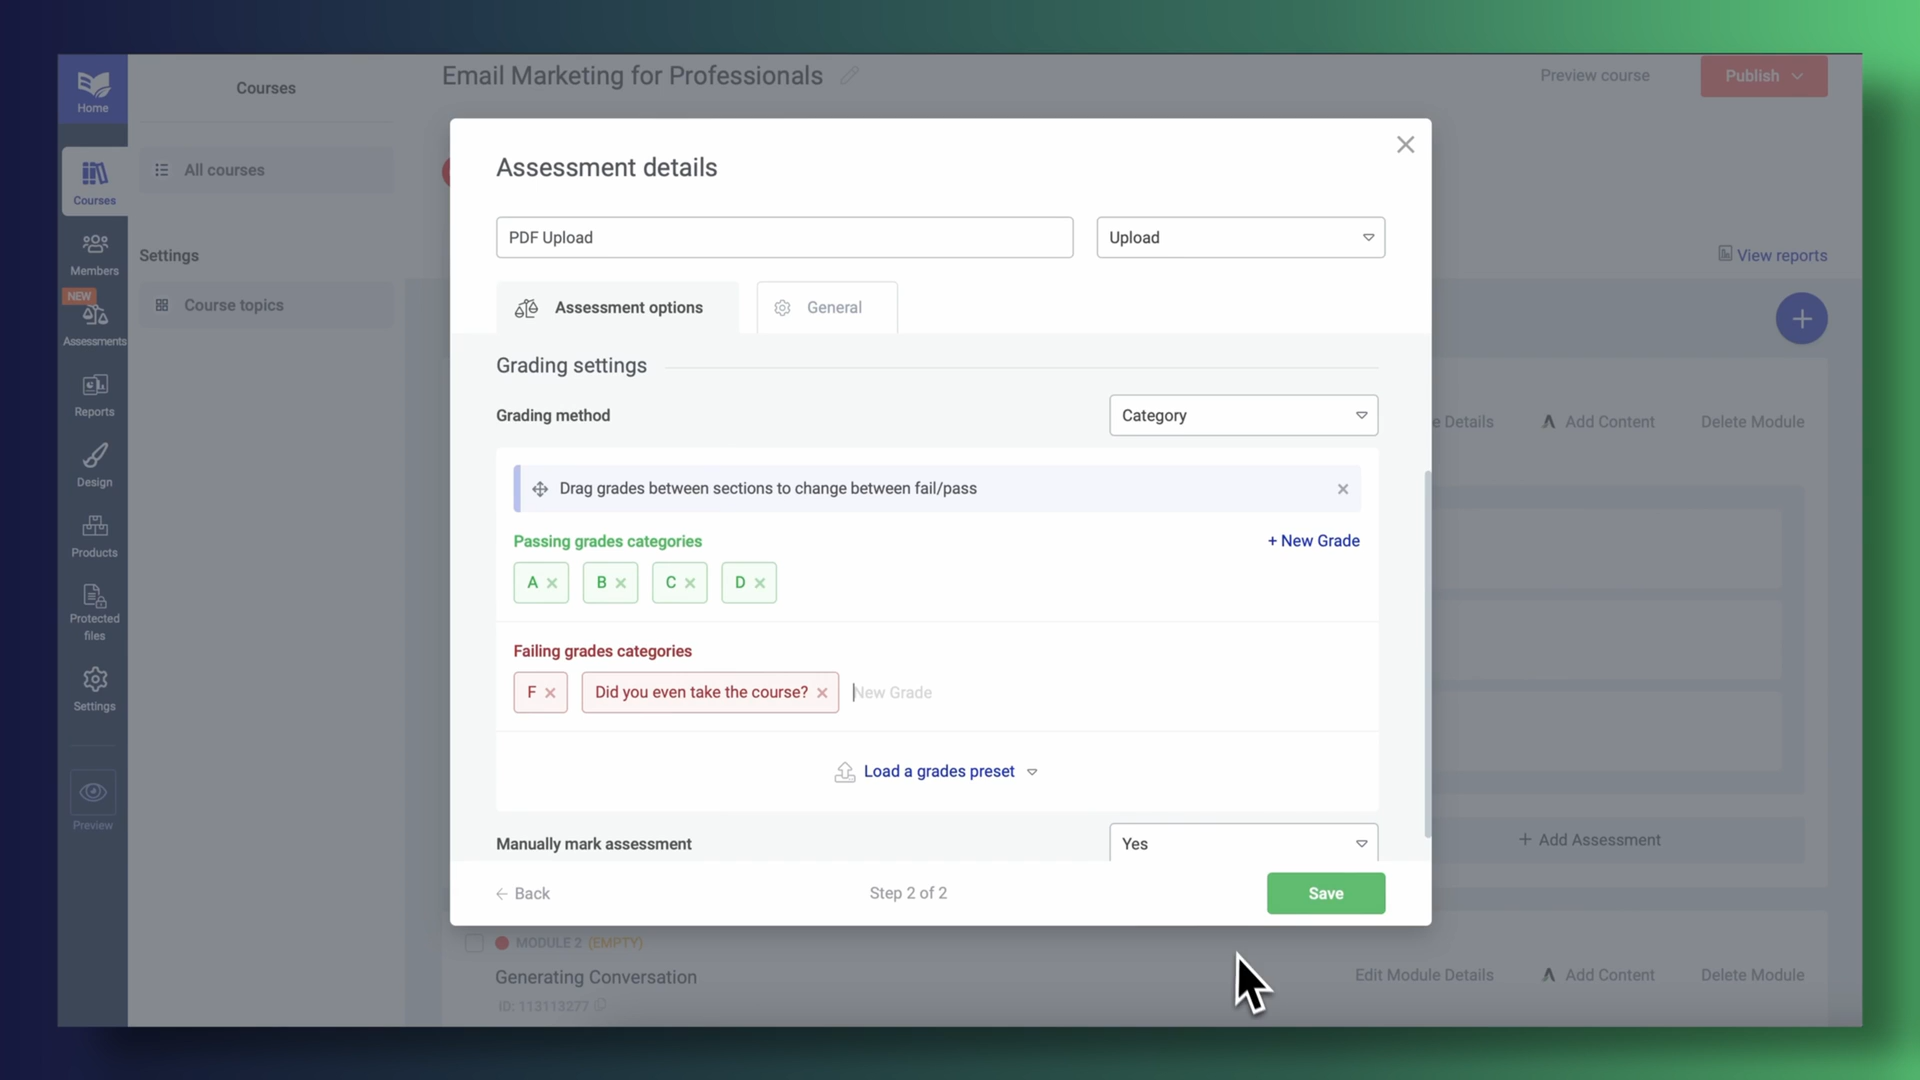 Home
Courses
Members
NEW
Assessments
Reports
Design
Products
Protected
files
Settings
Preview
Courses
All courses
Settings
Course topics
Email Marketing for Professionals
Preview course
Publish
View reports
Assessment details
PDF Upload
Upload
Assessment options
General
Grading settings
Grading method
Category
Drag grades between sections to change between fail/pass
Passing grades categories
+ New Grade
A
B
C
D
Failing grades categories
F
Did you even take the course?
New Grade
Load a grades preset
Manually mark assessment
Yes
Back
Step 2 of 2
Save
e Details
Add Content
Delete Module
+ Add Assessment
MODULE 2 (EMPTY)
Generating Conversation
ID: 113113277
Edit Module Details
Add Content
Delete Module